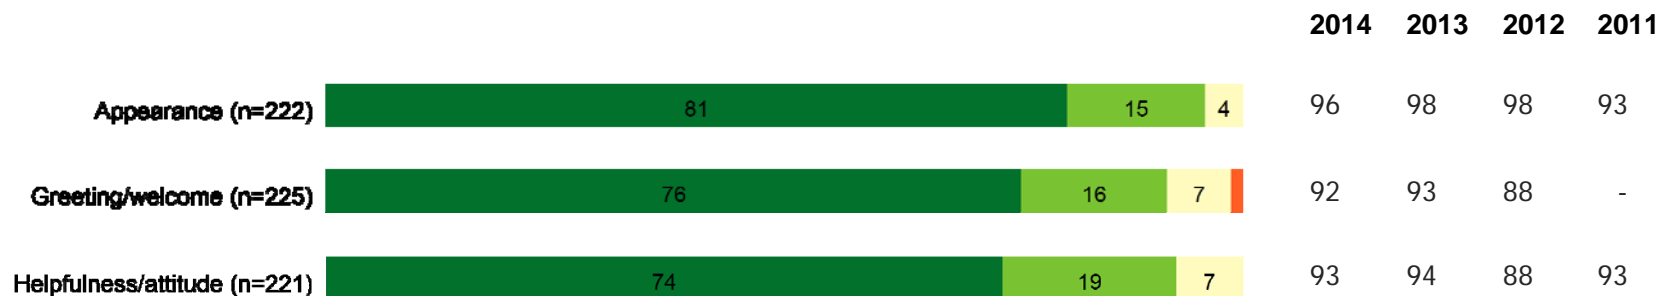 2014 2013 2012 2011
Appearance (n=222) 81 15 4 96 98 98 93
Greeting/welcome (n=225) 76 16 7 92 93 88 -
Helpfulness/attitude (n=221) 74 19 7 93 94 88 93